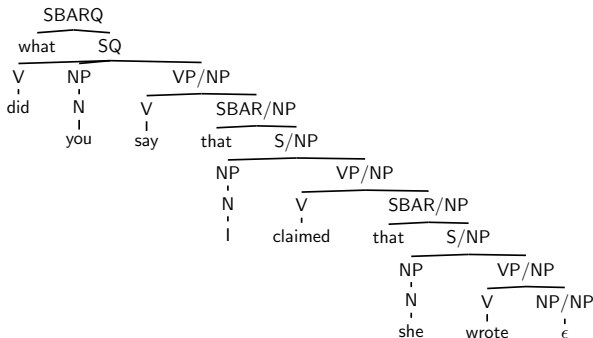 SBARQ
what SQ
V NP VP/NP
did N V SBAR/NP
you say that S/NP
NP VP/NP
N V SBAR/NP
I claimed that S/NP
NP VP/NP
N V NP/NP
she wrote ϵ